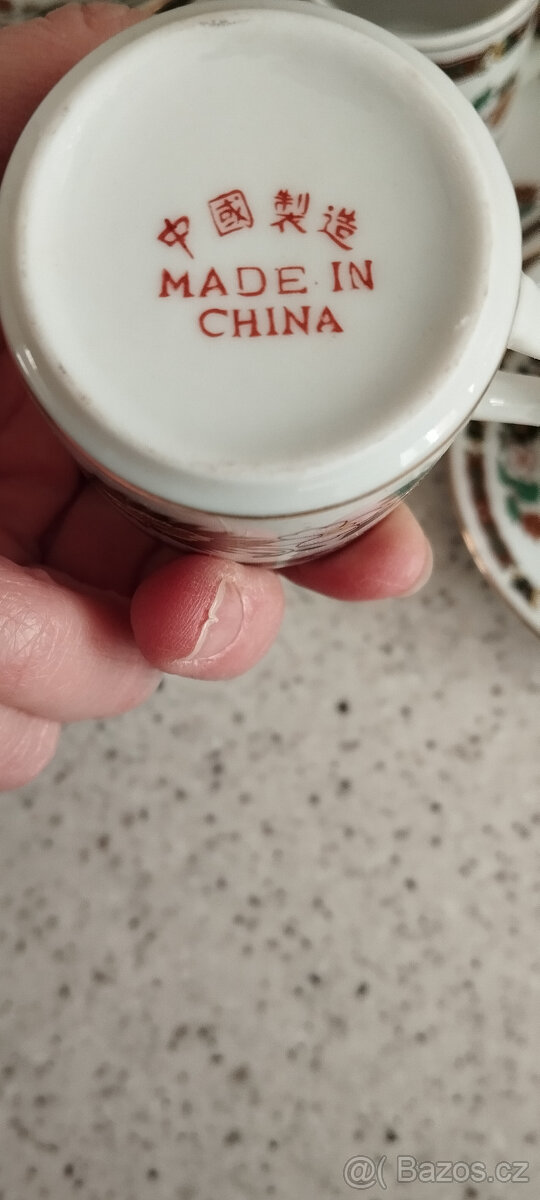 中國製造
MADE IN
CHINA
@( Bazos.cz